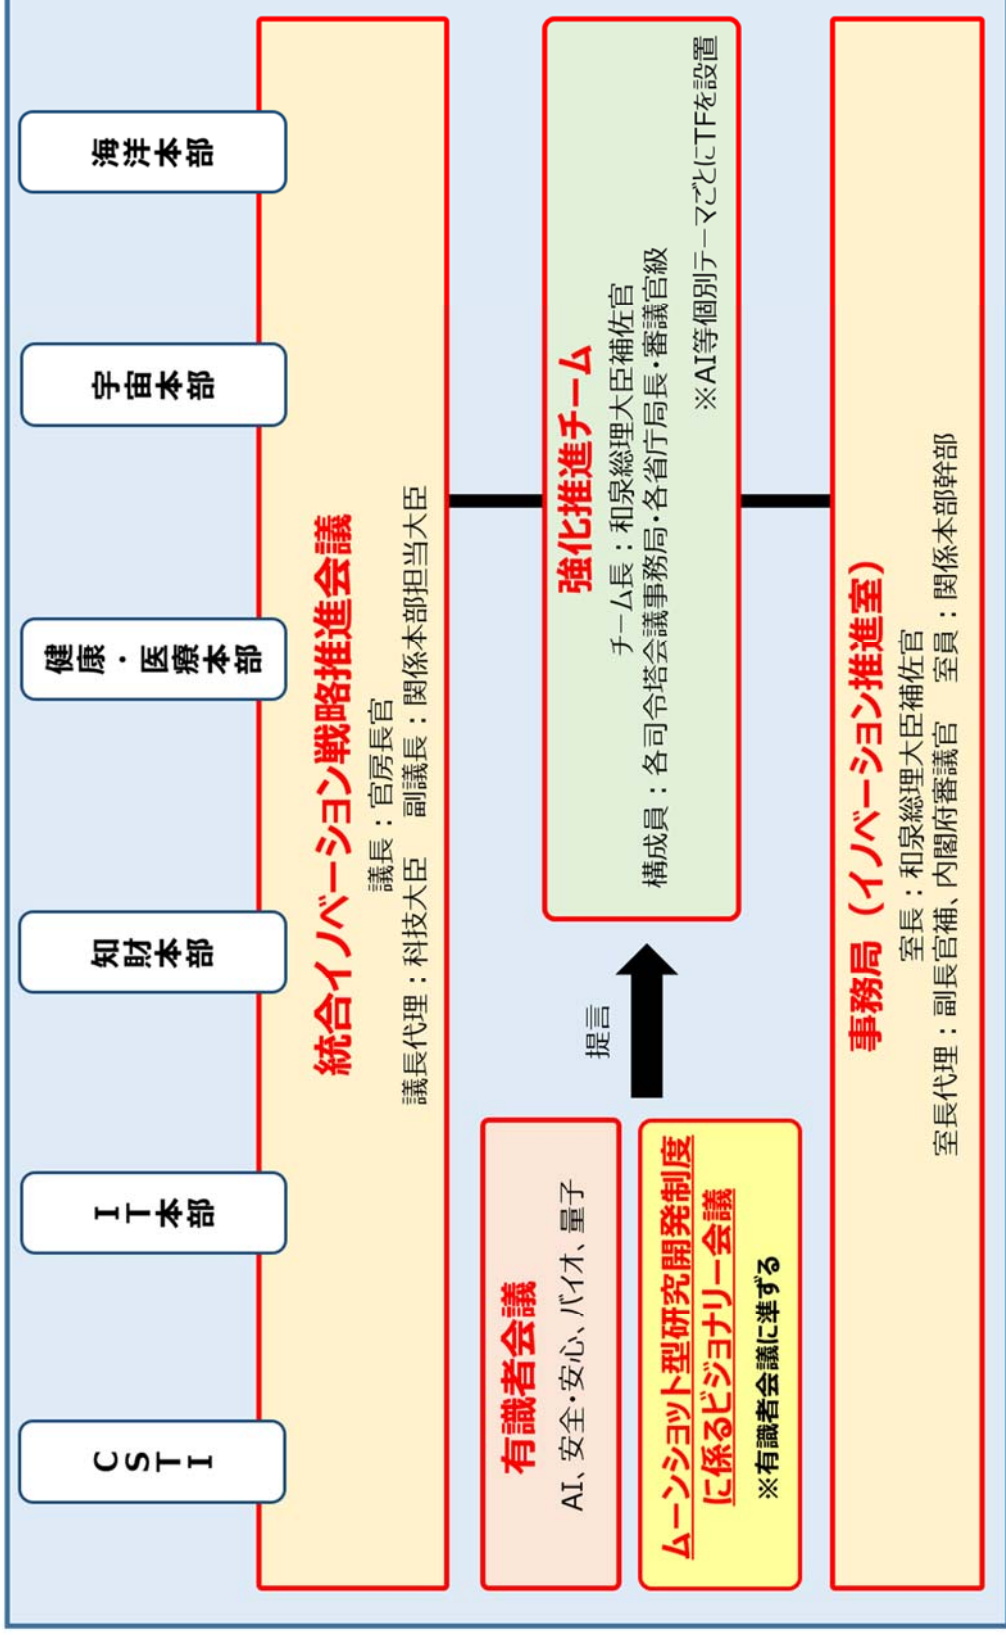 CSTI
IT本部
知財本部
健康・医療本部
宇宙本部
海洋本部
統合イノベーション戦略推進会議
議長：官房長官
議長代理：科技大臣　副議長：関係本部担当大臣
有識者会議
AI、安全・安心、バイオ、量子
ムーンショット型研究開発制度
に係るビジョナリー会議
※有識者会議に準ずる
提言
強化推進チーム
チーム長：和泉総理大臣補佐官
構成員：各司令塔会議事務局・各省庁局長・審議官級
※AI等個別テーマごとにTFを設置
事務局（イノベーション推進室）
室長：和泉総理大臣補佐官
室長代理：副長官補、内閣府審議官　室員：関係本部幹部